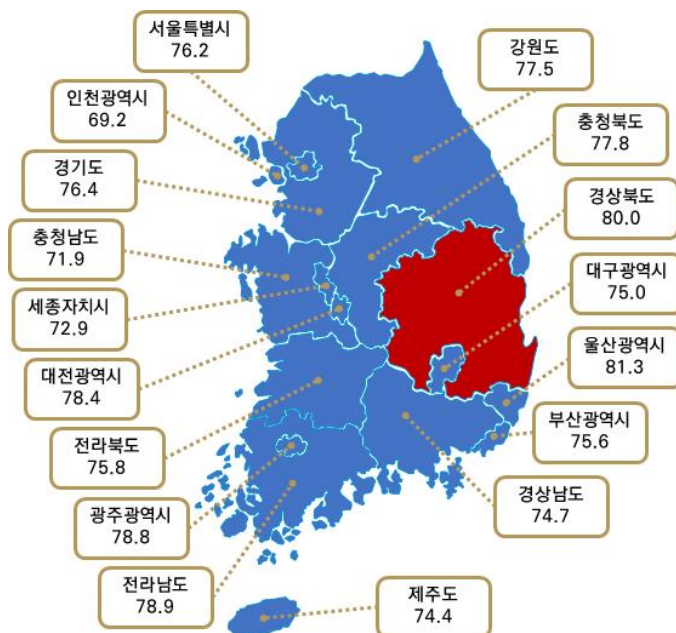 서울특별시
76.2
인천광역시
69.2
경기도
76.4
충청남도
71.9
세종자치시
72.9
대전광역시
78.4
전라북도
75.8
광주광역시
78.8
전라남도
78.9
강원도
77.5
충청북도
77.8
경상북도
80.0
대구광역시
75.0
울산광역시
81.3
부산광역시
75.6
경상남도
74.7
제주도
74.4